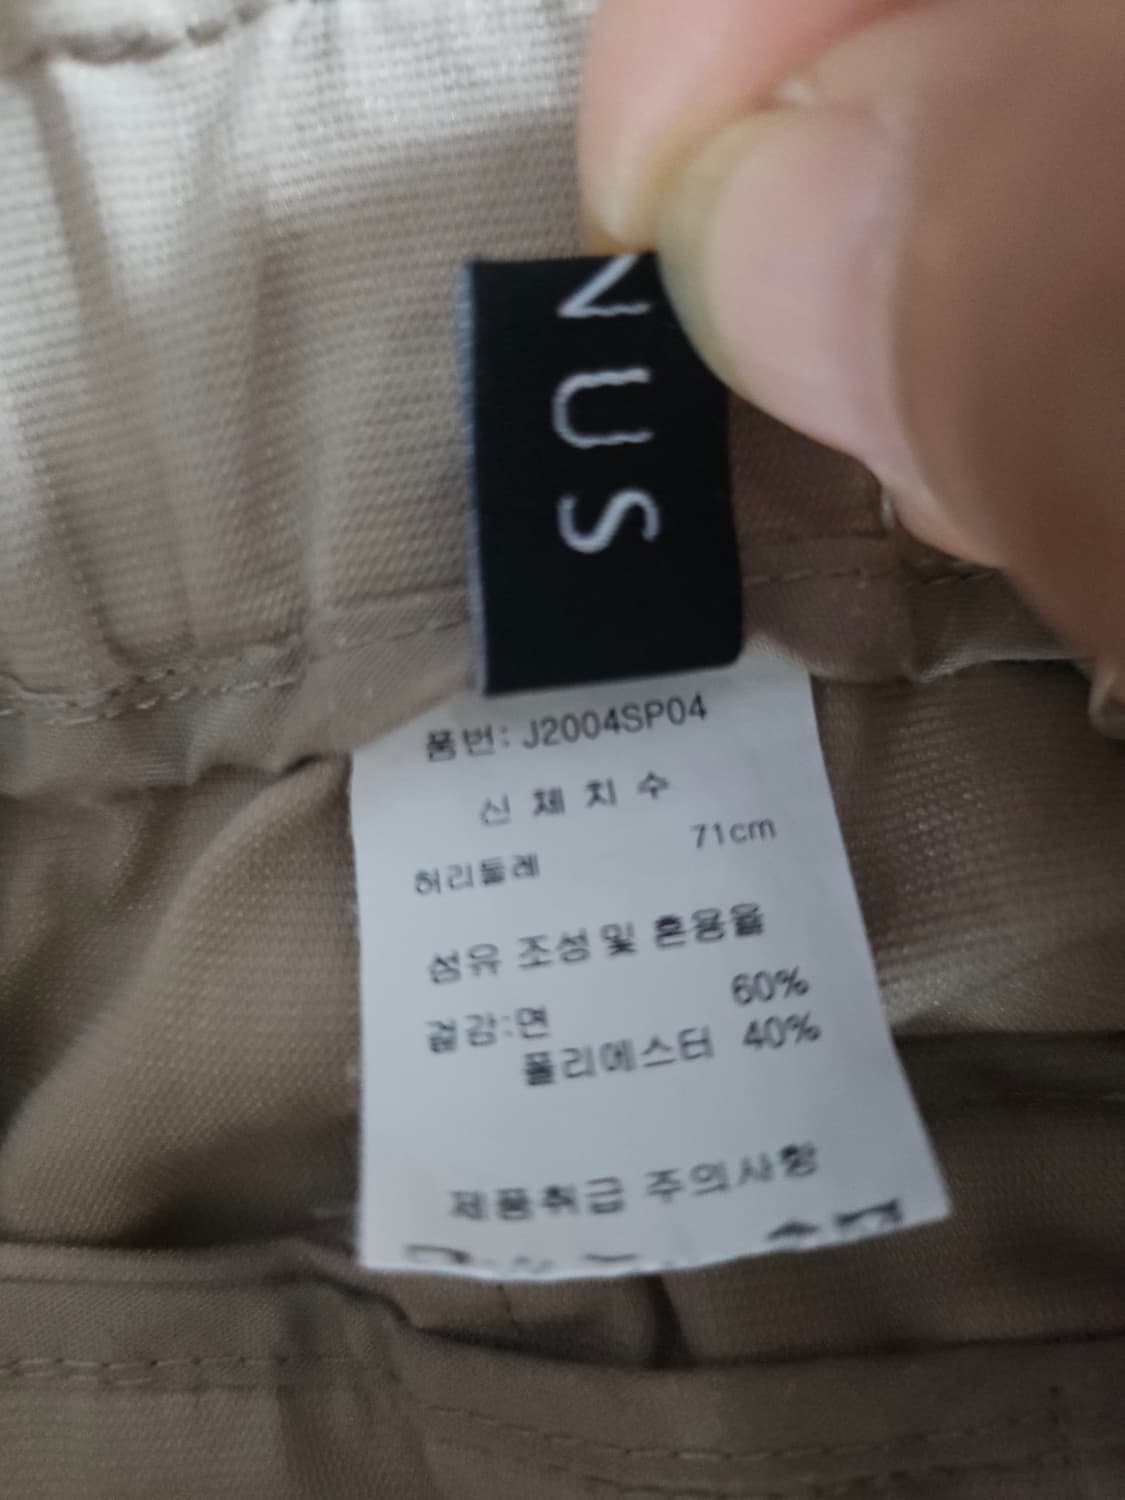 NUS
품번: J2004SP04
신체치수
허리둘레 71cm
섬유 조성 및 혼용율
겉감:면 60%
폴리에스터 40%
제품취급 주의사항